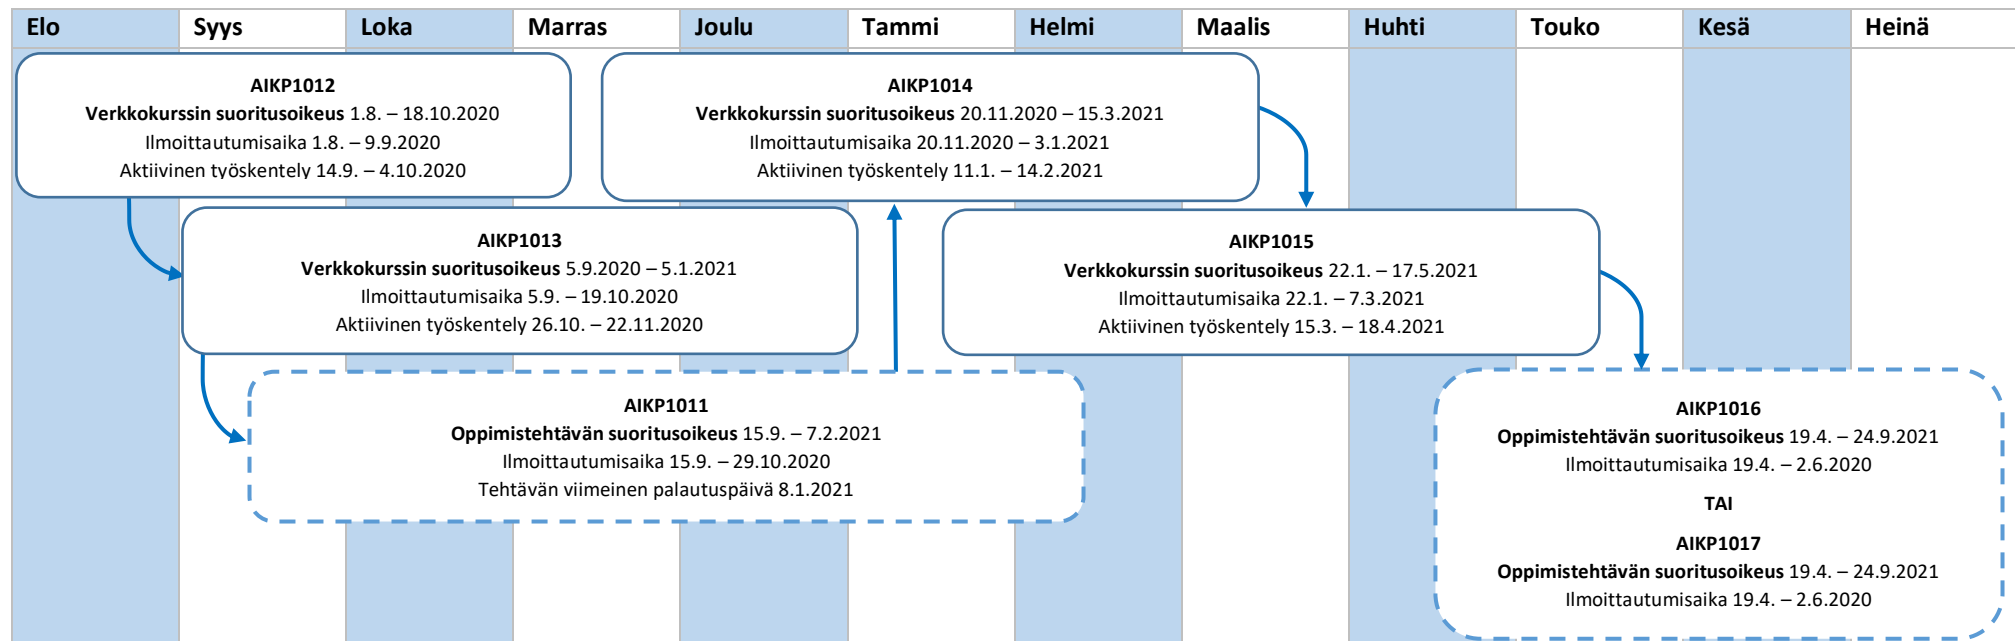 Elo Syys Loka Marras Joulu Tammi Helmi Maalis Huhti Touko Kesä Heinä
AIKP1012
Verkkokurssin suoritusoikeus 1.8. – 18.10.2020
Ilmoittautumisaika 1.8. – 9.9.2020
Aktiivinen työskentely 14.9. – 4.10.2020
AIKP1014
Verkkokurssin suoritusoikeus 20.11.2020 – 15.3.2021
Ilmoittautumisaika 20.11.2020 – 3.1.2021
Aktiivinen työskentely 11.1. – 14.2.2021
AIKP1013
Verkkokurssin suoritusoikeus 5.9.2020 – 5.1.2021
Ilmoittautumisaika 5.9. – 19.10.2020
Aktiivinen työskentely 26.10. – 22.11.2020
AIKP1015
Verkkokurssin suoritusoikeus 22.1. – 17.5.2021
Ilmoittautumisaika 22.1. – 7.3.2021
Aktiivinen työskentely 15.3. – 18.4.2021
AIKP1011
Oppimistehtävän suoritusoikeus 15.9. – 7.2.2021
Ilmoittautumisaika 15.9. – 29.10.2020
Tehtävän viimeinen palautuspäivä 8.1.2021
AIKP1016
Oppimistehtävän suoritusoikeus 19.4. – 24.9.2021
Ilmoittautumisaika 19.4. – 2.6.2020
TAI
AIKP1017
Oppimistehtävän suoritusoikeus 19.4. – 24.9.2021
Ilmoittautumisaika 19.4. – 2.6.2020